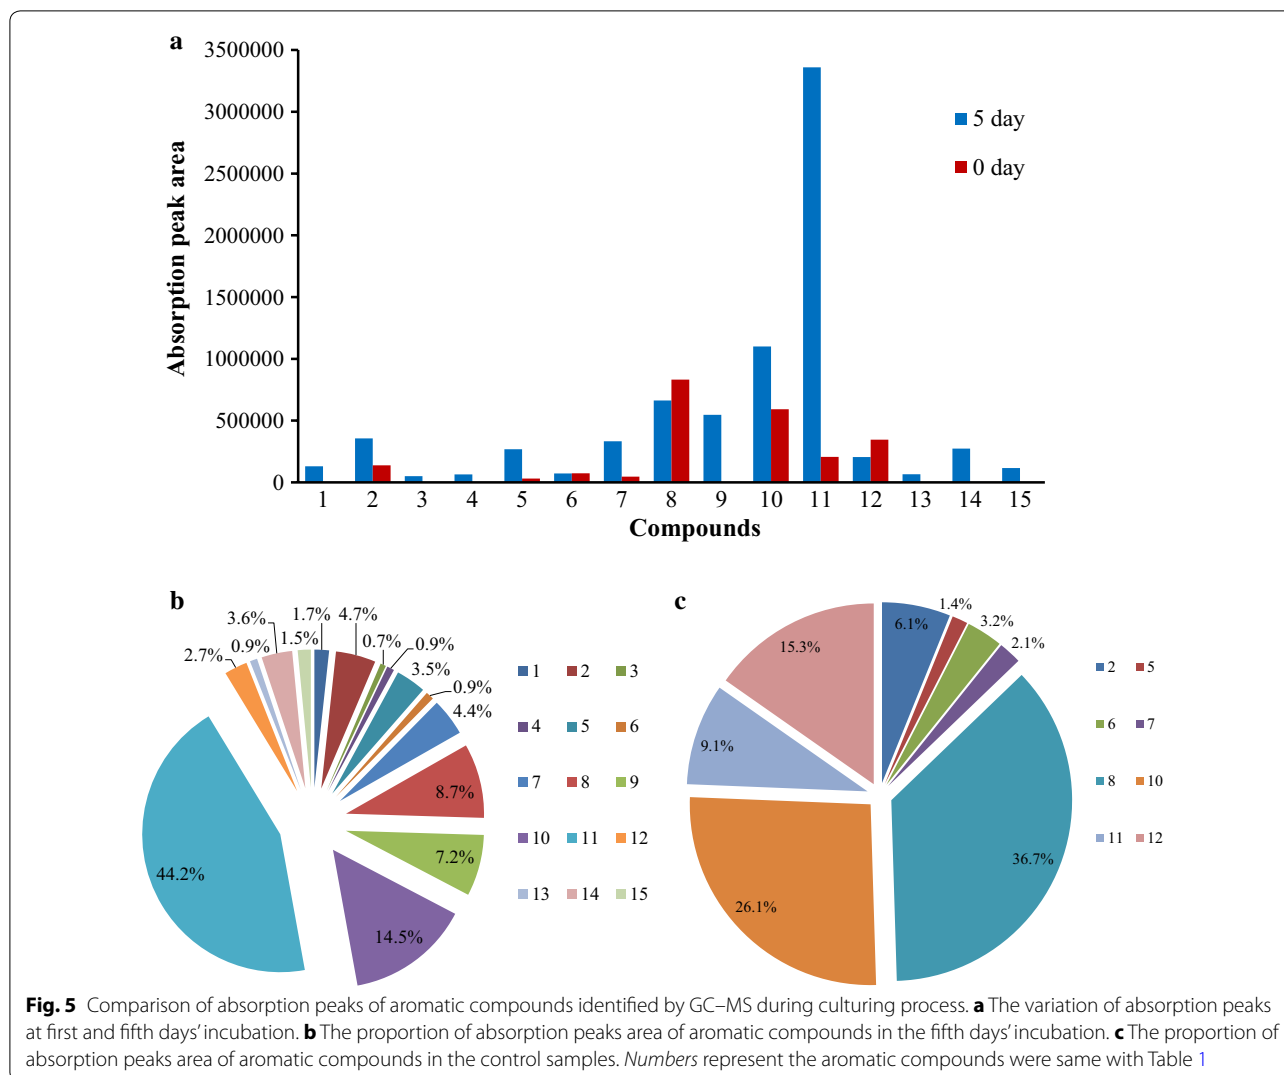 a
3500000
3000000
2500000
2000000
1500000
1000000
500000
0
Absorption peak area
5 day
0 day
1 2 3 4 5 6 7 8 9 10 11 12 13 14 15
Compounds
b
1.7%
4.7%
0.7%
0.9%
3.5%
0.9%
4.4%
8.7%
7.2%
14.5%
44.2%
2.7%
0.9%
3.6%
1.5%
1 2 3
4 5 6
7 8 9
10 11 12
13 14 15
c
6.1%
1.4%
3.2%
2.1%
36.7%
26.1%
9.1%
15.3%
2 5
6 7
8 10
11 12
Fig. 5 Comparison of absorption peaks of aromatic compounds identified by GC–MS during culturing process. a The variation of absorption peaks
at first and fifth days’ incubation. b The proportion of absorption peaks area of aromatic compounds in the fifth days’ incubation. c The proportion of
absorption peaks area of aromatic compounds in the control samples. Numbers represent the aromatic compounds were same with Table 1